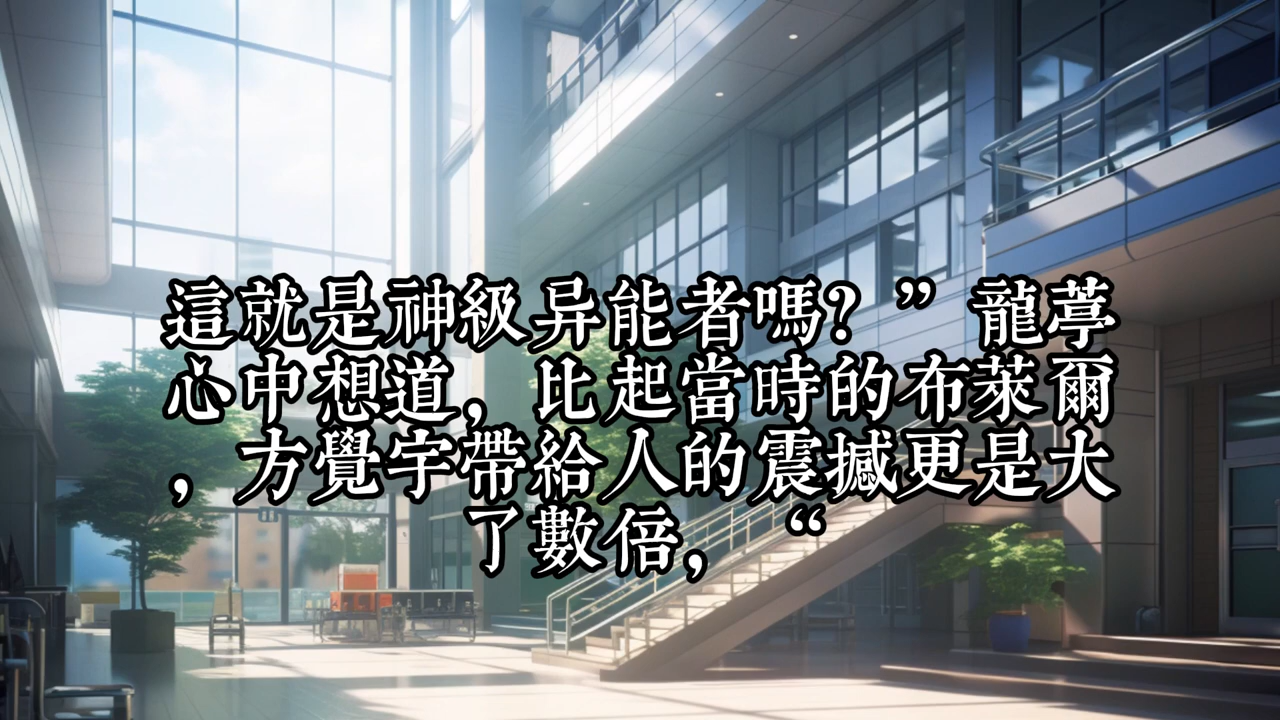 這就是神級异能者嗎？”龍葶
心中想道，比起當時的布萊爾
，方覺宇帶給人的震撼更是大
了數倍，“